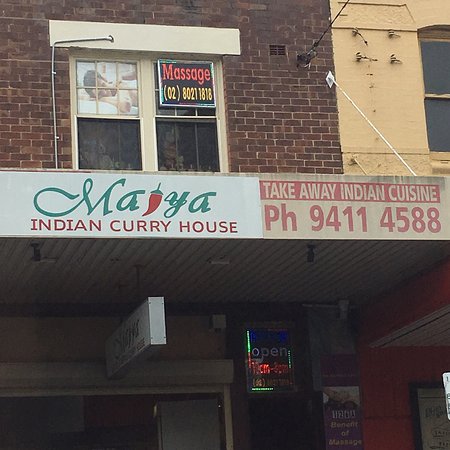 Massage
(02) 8021 1818
Maiya
INDIAN CURRY HOUSE
TAKE AWAY INDIAN CUISINE
Ph 9411 4588
open
Benefit
of
Massage